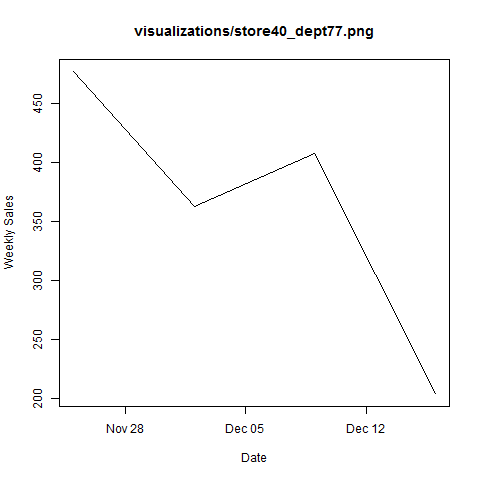 visualizations/store40_dept77.png
Weekly Sales
450
400
350
300
250
200
Nov 28
Dec 05
Dec 12
Date